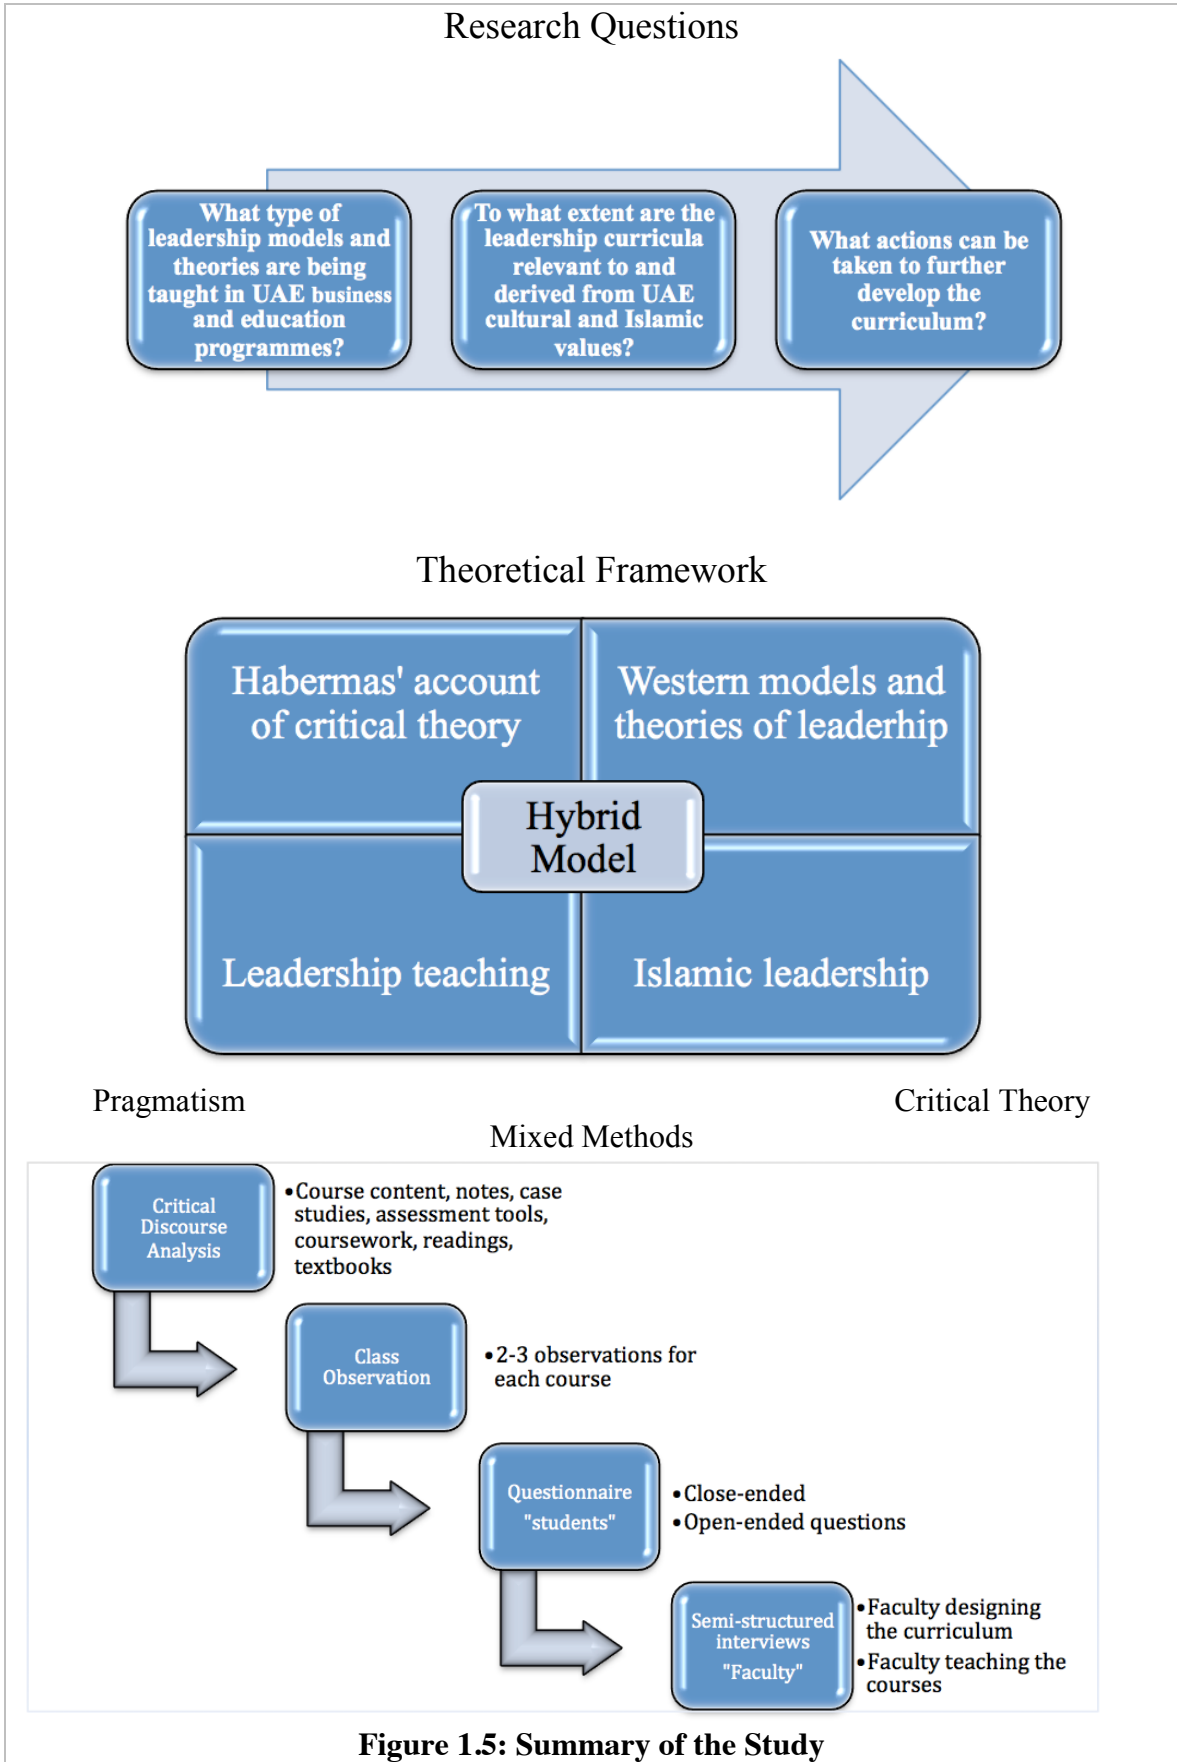 Research Questions
What type of
leadership models and
theories are being
taught in UAE business
and education
programmes?
To what extent are the
leadership curricula
relevant to and
derived from UAE
cultural and Islamic
values?
What actions can be
taken to further
develop the
curriculum?
Theoretical Framework
Habermas' account
of critical theory
Western models and
theories of leaderhip
Hybrid
Model
Leadership teaching
Islamic leadership
Pragmatism
Critical Theory
Mixed Methods
Critical
Discourse
Analysis
•Course content, notes, case
studies, assessment tools,
coursework, readings,
textbooks
Class
Observation
•2-3 observations for
each course
Questionnaire
"students"
•Close-ended
•Open-ended questions
Semi-structured
interviews
"Faculty"
•Faculty designing
the curriculum
•Faculty teaching the
courses
Figure 1.5: Summary of the Study